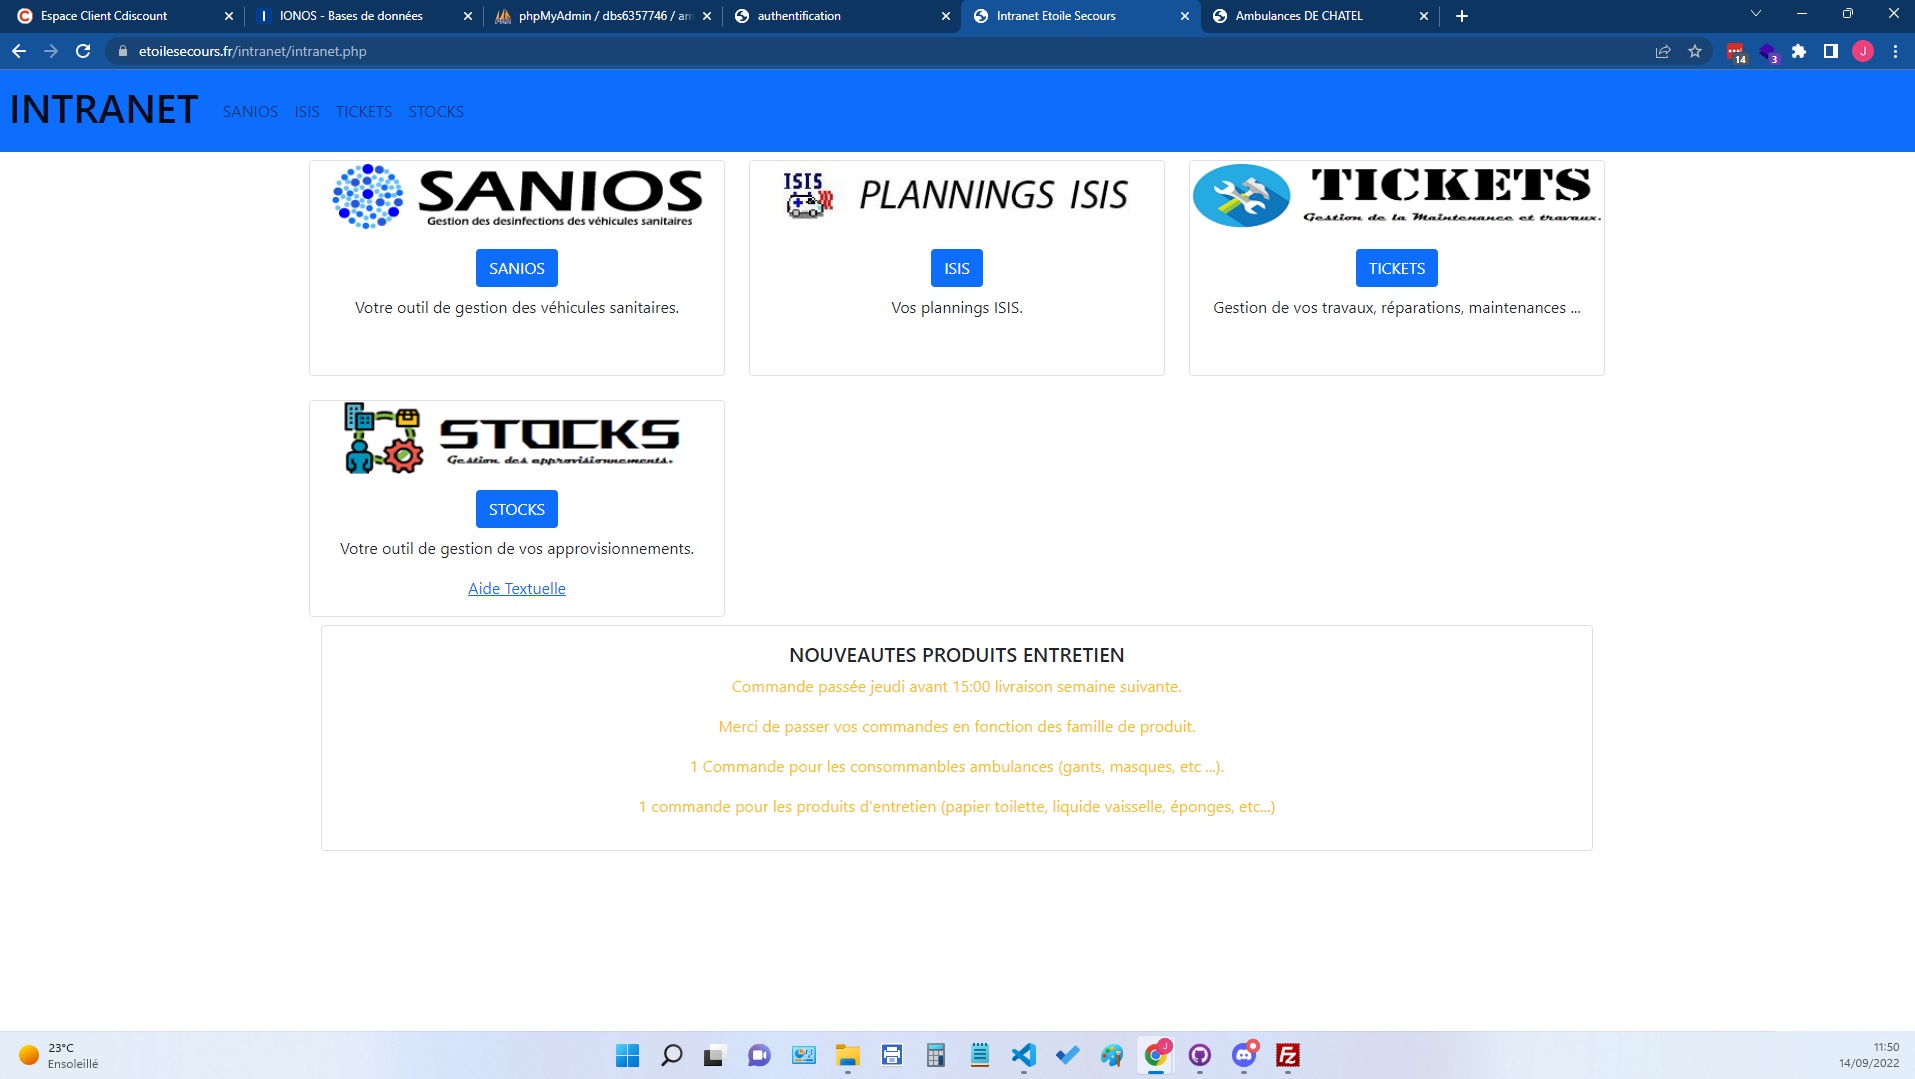 Espace Client Cdiscount
IONOS - Bases de données
phpMyAdmin / dbs6357746 / am
authentification
Intranet Etoile Secours
Ambulances DE CHATEL
etoilesecours.fr/intranet/intranet.php
14
3
J
INTRANET
SANIOS ISIS TICKETS STOCKS
SANIOS
Gestion des desinfections des véhicules sanitaires
SANIOS
Votre outil de gestion des véhicules sanitaires.
ISIS
PLANNINGS ISIS
ISIS
Vos plannings ISIS.
TICKETS
Gestion de la Maintenance et travaux.
TICKETS
Gestion de vos travaux, réparations, maintenances ...
STOCKS
Gestion des approvisionnements.
STOCKS
Votre outil de gestion de vos approvisionnements.
Aide Textuelle
NOUVEAUTES PRODUITS ENTRETIEN
Commande passée jeudi avant 15:00 livraison semaine suivante.
Merci de passer vos commandes en fonction des famille de produit.
1 Commande pour les consommanbles ambulances (gants, masques, etc ...).
1 commande pour les produits d'entretien (papier toilette, liquide vaisselle, éponges, etc...)
23°C
Ensoleillé
J
11:50
14/09/2022